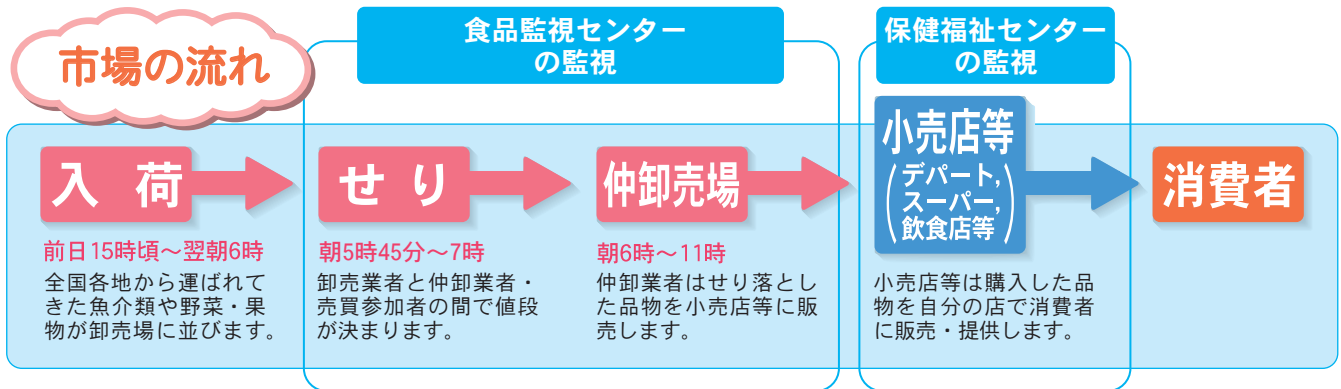 市場の流れ
食品監視センター
の監視
保健福祉センター
の監視
入荷
前日15時頃～翌朝6時
全国各地から運ばれて
きた魚介類や野菜・果
物が卸売場に並びます。
せり
朝5時45分～7時
卸売業者と仲卸業者・
売買参加者の間で値段
が決まります。
仲卸売場
朝6時～11時
仲卸業者はせり落とし
た品物を小売店等に販
売します。
小売店等
(デパート,
スーパー,
飲食店等)
小売店等は購入した品
物を自分の店で消費者
に販売・提供します。
消費者